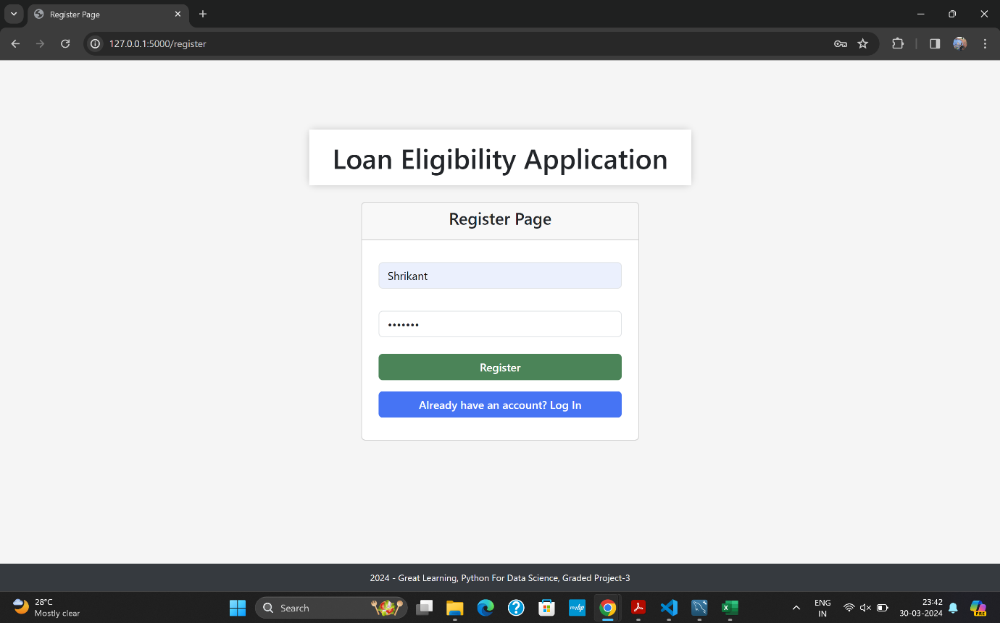 Register Page
127.0.0.1:5000/register
Loan Eligibility Application
Register Page
Shrikant
•••••••
Register
Already have an account? Log In
2024 - Great Learning, Python For Data Science, Graded Project-3
28°C
Mostly clear
Search
myhp
ENG
IN
23:42
30-03-2024
PRE